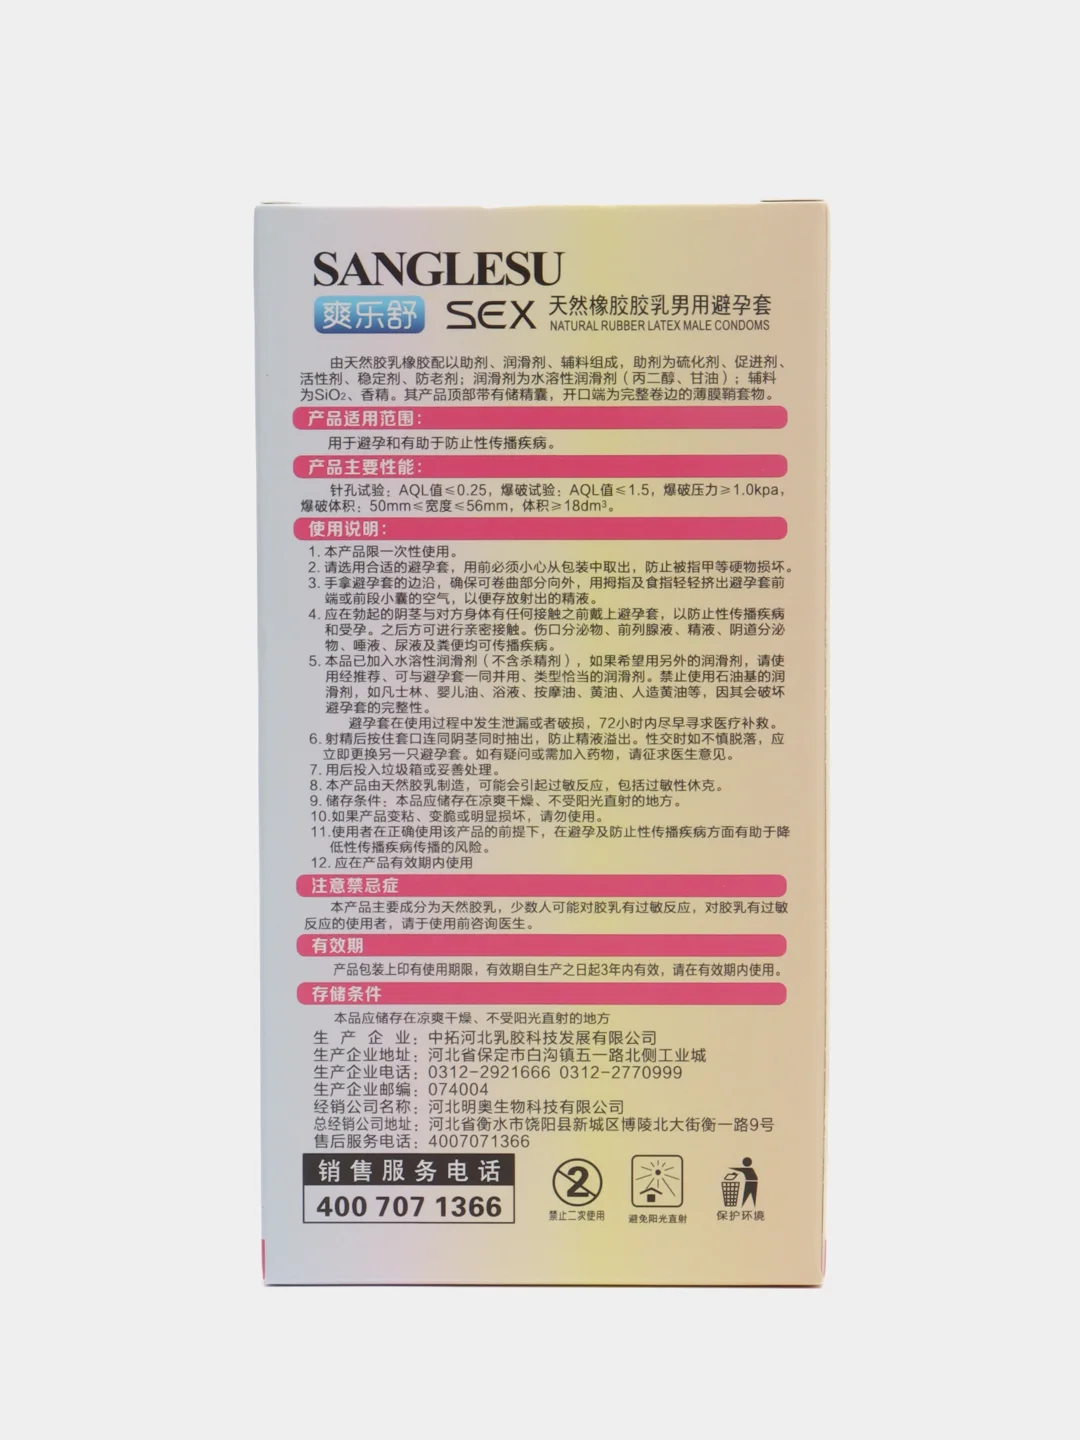 SANGLESU
爽乐舒 SEX 天然橡胶胶乳男用避孕套
NATURAL RUBBER LATEX MALE CONDOMS
由天然胶乳橡胶配以助剂、润滑剂、辅料组成，助剂为硫化剂、促进剂、
活性剂、稳定剂、防老剂；润滑剂为水溶性润滑剂（丙二醇、甘油）；辅料
为SiO₂、香精。其产品顶部带有储精囊，开口端为完整卷边的薄膜鞘套物。
产品适用范围：
用于避孕和有助于防止性传播疾病。
产品主要性能：
针孔试验：AQL值≤0.25，爆破试验：AQL值≤1.5，爆破压力≥1.0kpa，
爆破体积：50mm≤宽度≤56mm，体积≥18dm³。
使用说明：
1. 本产品限一次性使用。
2. 请选用合适的避孕套，用前必须小心从包装中取出，防止被指甲等硬物损坏。
3. 手拿避孕套的边沿，确保可卷曲部分向外，用拇指及食指轻轻挤出避孕套前
端或前段小囊的空气，以便存放射出的精液。
4. 应在勃起的阴茎与对方身体有任何接触之前戴上避孕套，以防止性传播疾病
和受孕。之后方可进行亲密接触。伤口分泌物、前列腺液、精液、阴道分泌
物、唾液、尿液及粪便均可传播疾病。
5. 本品已加入水溶性润滑剂（不含杀精剂），如果希望用另外的润滑剂，请使
用经推荐、可与避孕套一同并用、类型恰当的润滑剂。禁止使用石油基的润
滑剂，如凡士林、婴儿油、浴液、按摩油、黄油、人造黄油等，因其会破坏
避孕套的完整性。
避孕套在使用过程中发生泄漏或者破损，72小时内尽早寻求医疗补救。
6. 射精后按住套口连同阴茎同时抽出，防止精液溢出。性交时如不慎脱落，应
立即更换另一只避孕套。如有疑问或需加入药物，请征求医生意见。
7. 用后投入垃圾箱或妥善处理。
8. 本产品由天然胶乳制造，可能会引起过敏反应，包括过敏性休克。
9. 储存条件：本品应储存在凉爽干燥、不受阳光直射的地方。
10.如果产品变粘、变脆或明显损坏，请勿使用。
11.使用者在正确使用该产品的前提下，在避孕及防止性传播疾病方面有助于降
低性传播疾病传播的风险。
12. 应在产品有效期内使用
注意禁忌症
本产品主要成分为天然胶乳，少数人可能对胶乳有过敏反应，对胶乳有过敏
反应的使用者，请于使用前咨询医生。
有效期
产品包装上印有使用期限，有效期自生产之日起3年内有效，请在有效期内使用。
存储条件
本品应储存在凉爽干燥、不受阳光直射的地方
生产企业：中拓河北乳胶科技发展有限公司
生产企业地址：河北省保定市白沟镇五一路北侧工业城
生产企业电话：0312-2921666 0312-2770999
生产企业邮编：074004
经销公司名称：河北明奥生物科技有限公司
总经销公司地址：河北省衡水市饶阳县新城区博陵北大街衡一路9号
售后服务电话：4007071366
销售服务电话
400 707 1366
2
禁止二次使用 避免阳光直射 保护环境